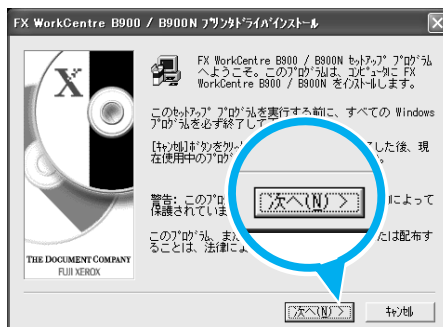 FX WorkCentre B900 / B900N ﾌﾟﾘﾝﾀﾄﾞﾗｲﾊﾞｲﾝｽﾄｰﾙ
X
FX WorkCentre B900 / B900N ｾｯﾄｱｯﾌﾟ ﾌﾟﾛｸﾞﾗﾑ
へようこそ。このﾌﾟﾛｸﾞﾗﾑは、ｺﾝﾋﾟｭｰﾀに FX
WorkCentre B900 / B900N をｲﾝｽﾄｰﾙします。
このｾｯﾄｱｯﾌﾟ ﾌﾟﾛｸﾞﾗﾑを実行する前に、すべての Windows
ﾌﾟﾛｸﾞﾗﾑを必ず終了して
[ｷｬﾝｾﾙ]ﾎﾞﾀﾝをｸﾘｯ した後、現
在使用中のﾌﾟﾛｸﾞ
警告: このﾌﾟﾛ によって
保護されていま
このﾌﾟﾛｸﾞﾗﾑ、また たは配布す
ることは、法律によ
次へ(N) >
THE DOCUMENT COMPANY
FUJI XEROX
次へ(N) >
ｷｬﾝｾﾙ